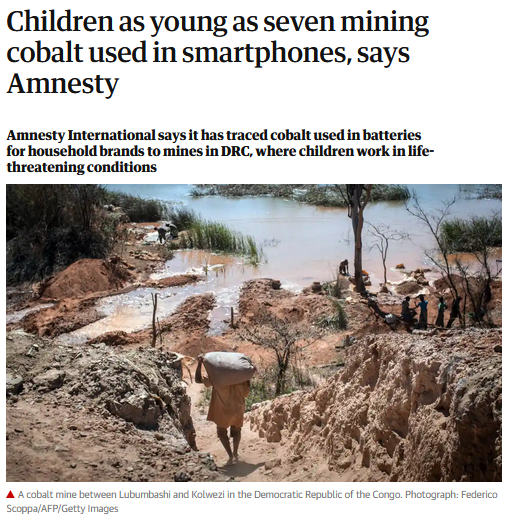 Children as young as seven mining
cobalt used in smartphones, says
Amnesty
Amnesty International says it has traced cobalt used in batteries
for household brands to mines in DRC, where children work in life-
threatening conditions
A cobalt mine between Lubumbashi and Kolwezi in the Democratic Republic of the Congo. Photograph: Federico
Scoppa/AFP/Getty Images